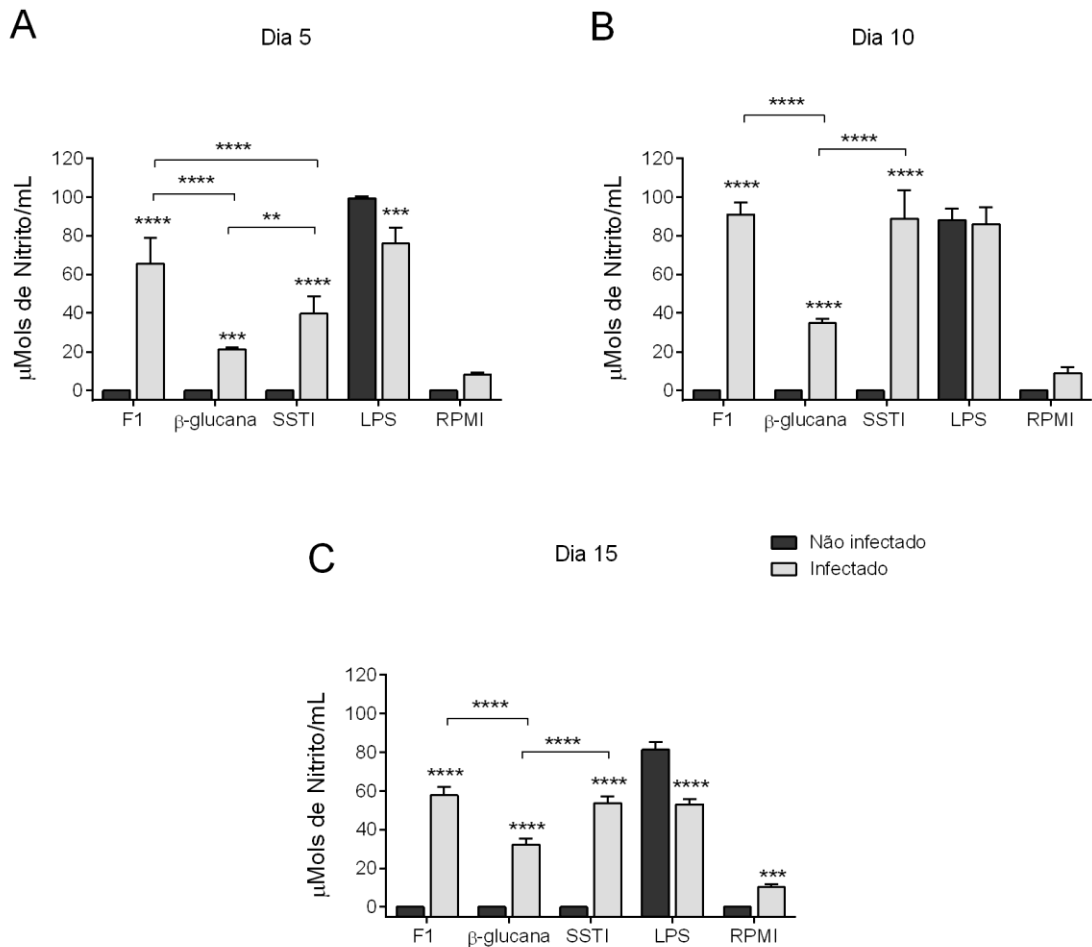 A
Dia 5
μMols de Nitrito/mL
120
100
80
60
40
20
0
****
****
**
****
***
****
***
F1
β-glucana
SSTI
LPS
RPMI
B
Dia 10
μMols de Nitrito/mL
120
100
80
60
40
20
0
****
****
****
****
****
F1
β-glucana
SSTI
LPS
RPMI
C
Dia 15
Não infectado
Infectado
μMols de Nitrito/mL
120
100
80
60
40
20
0
****
****
****
****
****
****
***
F1
β-glucana
SSTI
LPS
RPMI